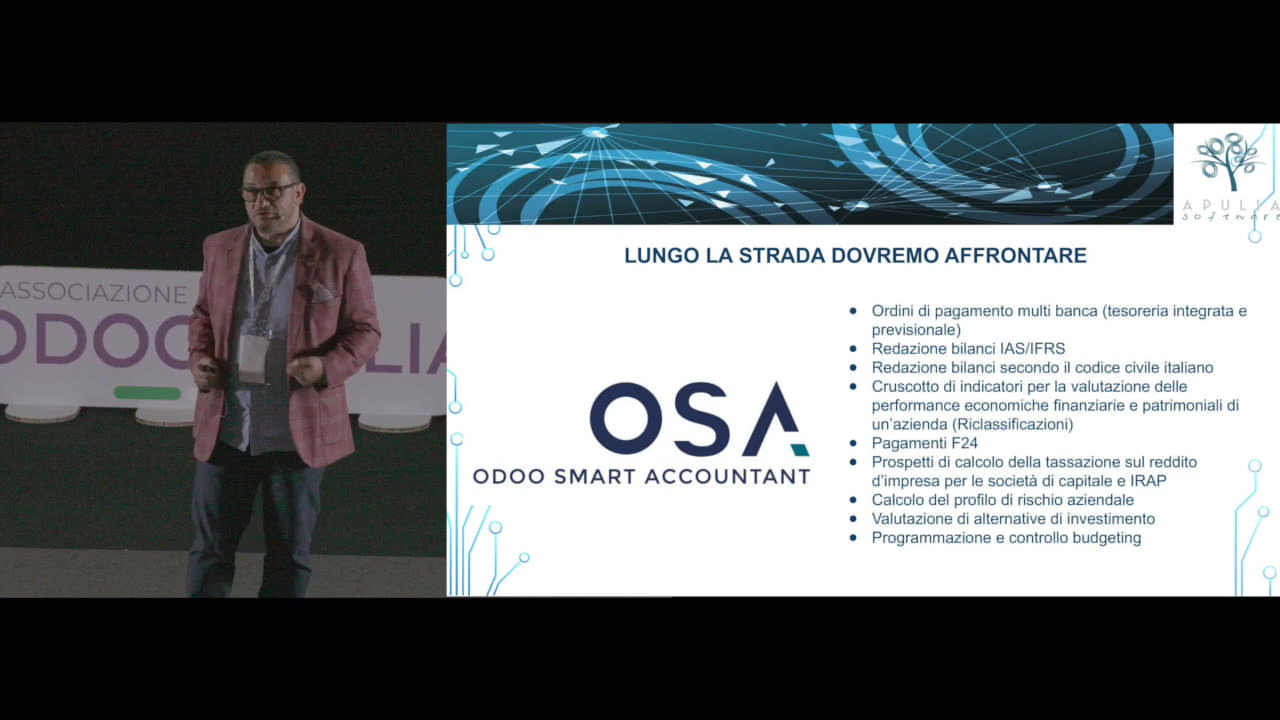 ASSOCIAZIONE
ODOO
LIA
APULIA
software
LUNGO LA STRADA DOVREMO AFFRONTARE
OSA
ODOO SMART ACCOUNTANT
● Ordini di pagamento multi banca (tesoreria integrata e
previsionale)
● Redazione bilanci IAS/IFRS
● Redazione bilanci secondo il codice civile italiano
● Cruscotto di indicatori per la valutazione delle
performance economiche finanziarie e patrimoniali di
un'azienda (Riclassificazioni)
● Pagamenti F24
● Prospetti di calcolo della tassazione sul reddito
d'impresa per le società di capitale e IRAP
● Calcolo del profilo di rischio aziendale
● Valutazione di alternative di investimento
● Programmazione e controllo budgeting